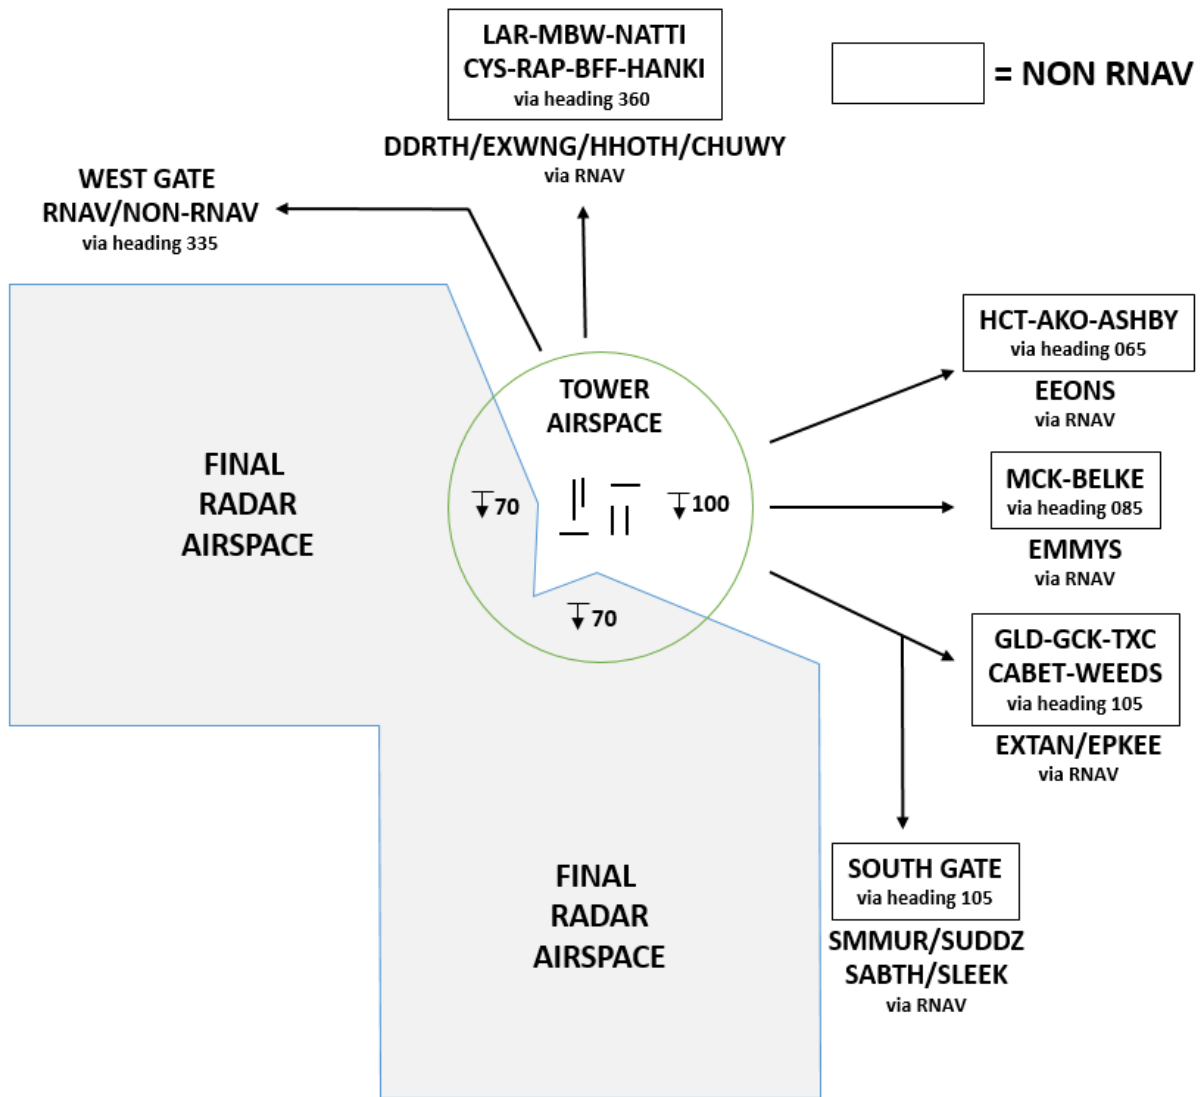 LAR-MBW-NATTI
CYS-RAP-BFF-HANKI
via heading 360
= NON RNAV
DDRTH/EXWNG/HHOTH/CHUWY
via RNAV
WEST GATE
RNAV/NON-RNAV
via heading 335
HCT-AKO-ASHBY
via heading 065
EEONS
via RNAV
TOWER
AIRSPACE
FINAL
RADAR
AIRSPACE
70
100
70
MCK-BELKE
via heading 085
EMMYS
via RNAV
GLD-GCK-TXC
CABET-WEEDS
via heading 105
EXTAN/EPKEE
via RNAV
SOUTH GATE
via heading 105
SMMUR/SUDDZ
SABTH/SLEEK
via RNAV
FINAL
RADAR
AIRSPACE